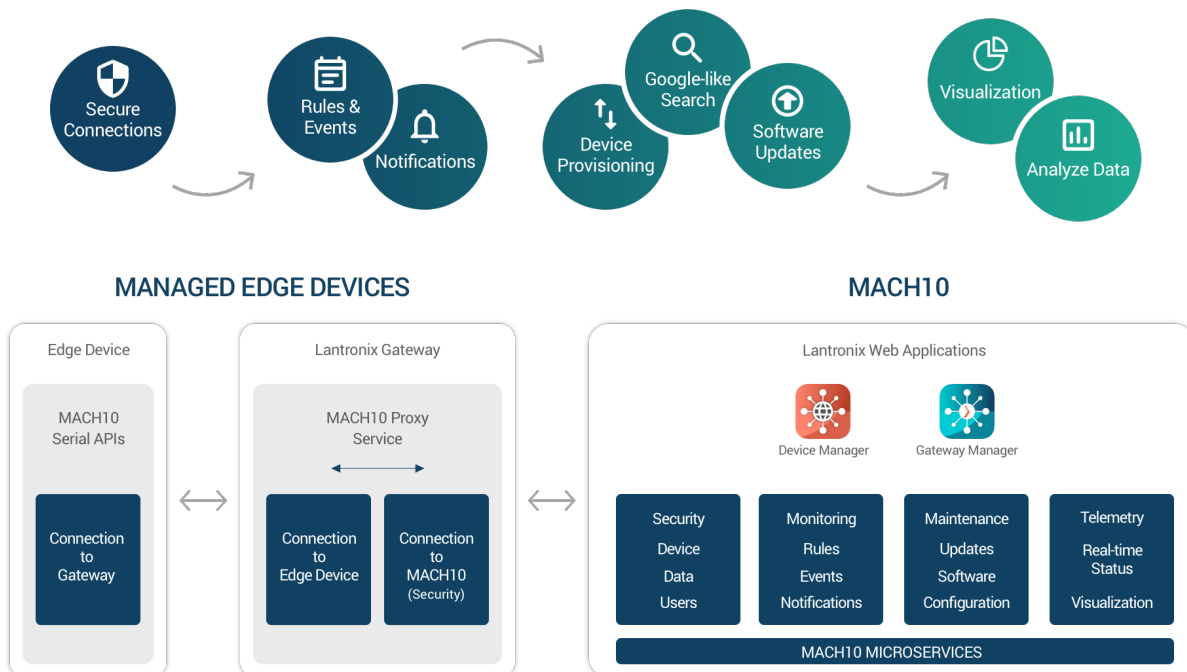 Secure
Connections
Rules &
Events
Notifications
Device
Provisioning
Google-like
Search
Software
Updates
Visualization
Analyze Data
MANAGED EDGE DEVICES
MACH10
Edge Device
MACH10
Serial APIs
Connection
to
Gateway
Lantronix Gateway
MACH10 Proxy
Service
Connection
to
Edge Device
Connection
to
MACH10
(Security)
Lantronix Web Applications
Device Manager
Gateway Manager
Security
Device
Data
Users
Monitoring
Rules
Events
Notifications
Maintenance
Updates
Software
Configuration
Telemetry
Real-time
Status
Visualization
MACH10 MICROSERVICES